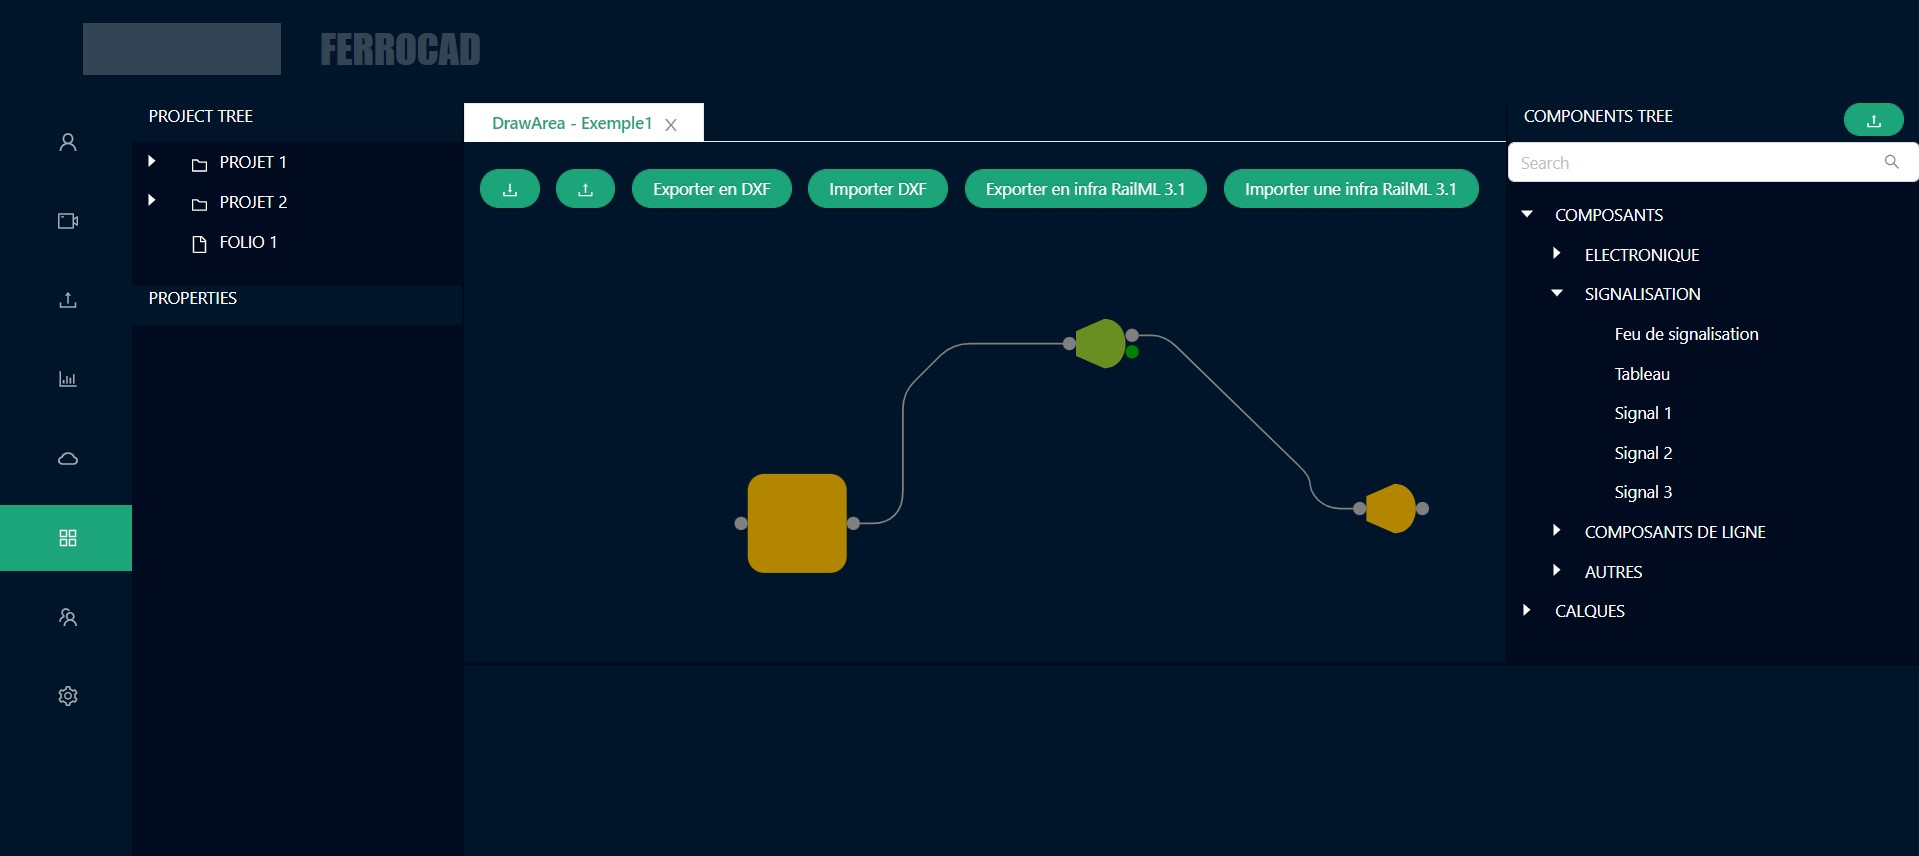 FERROCAD
PROJECT TREE
PROJET 1
PROJET 2
FOLIO 1
PROPERTIES
DrawArea - Exemple1
Exporter en DXF
Importer DXF
Exporter en infra RailML 3.1
Importer une infra RailML 3.1
COMPONENTS TREE
Search
COMPOSANTS
ELECTRONIQUE
SIGNALISATION
Feu de signalisation
Tableau
Signal 1
Signal 2
Signal 3
COMPOSANTS DE LIGNE
AUTRES
CALQUES